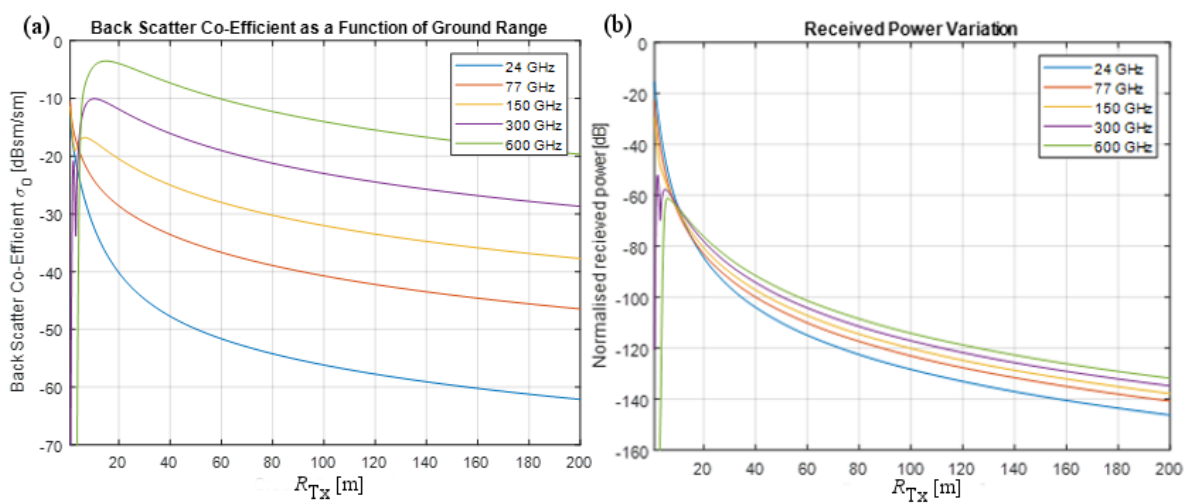 (a)
Back Scatter Co-Efficient as a Function of Ground Range
Back Scatter Co-Efficient σ0 [dBsm/sm]
0
-10
-20
-30
-40
-50
-60
-70
24 GHz
77 GHz
150 GHz
300 GHz
600 GHz
20 40 60 80 100 120 140 160 180 200
RTx [m]
(b)
Received Power Variation
Normalised recieved power [dB]
-20
-40
-60
-80
-100
-120
-140
-160
24 GHz
77 GHz
150 GHz
300 GHz
600 GHz
20 40 60 80 100 120 140 160 180 200
RTx [m]